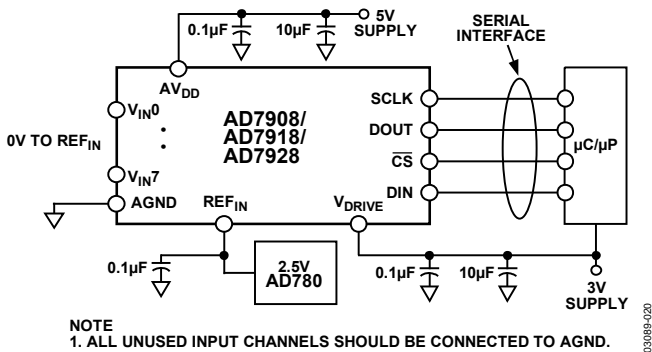 0.1µF
10µF
5V
SUPPLY
SERIAL
INTERFACE
AVDD
VIN0
AD7908/
AD7918/
AD7928
0V TO REFIN
VIN7
AGND
REFIN
VDRIVE
SCLK
DOUT
CS
DIN
µC/µP
0.1µF
2.5V
AD780
0.1µF
10µF
3V
SUPPLY
NOTE
1. ALL UNUSED INPUT CHANNELS SHOULD BE CONNECTED TO AGND.
03089-020